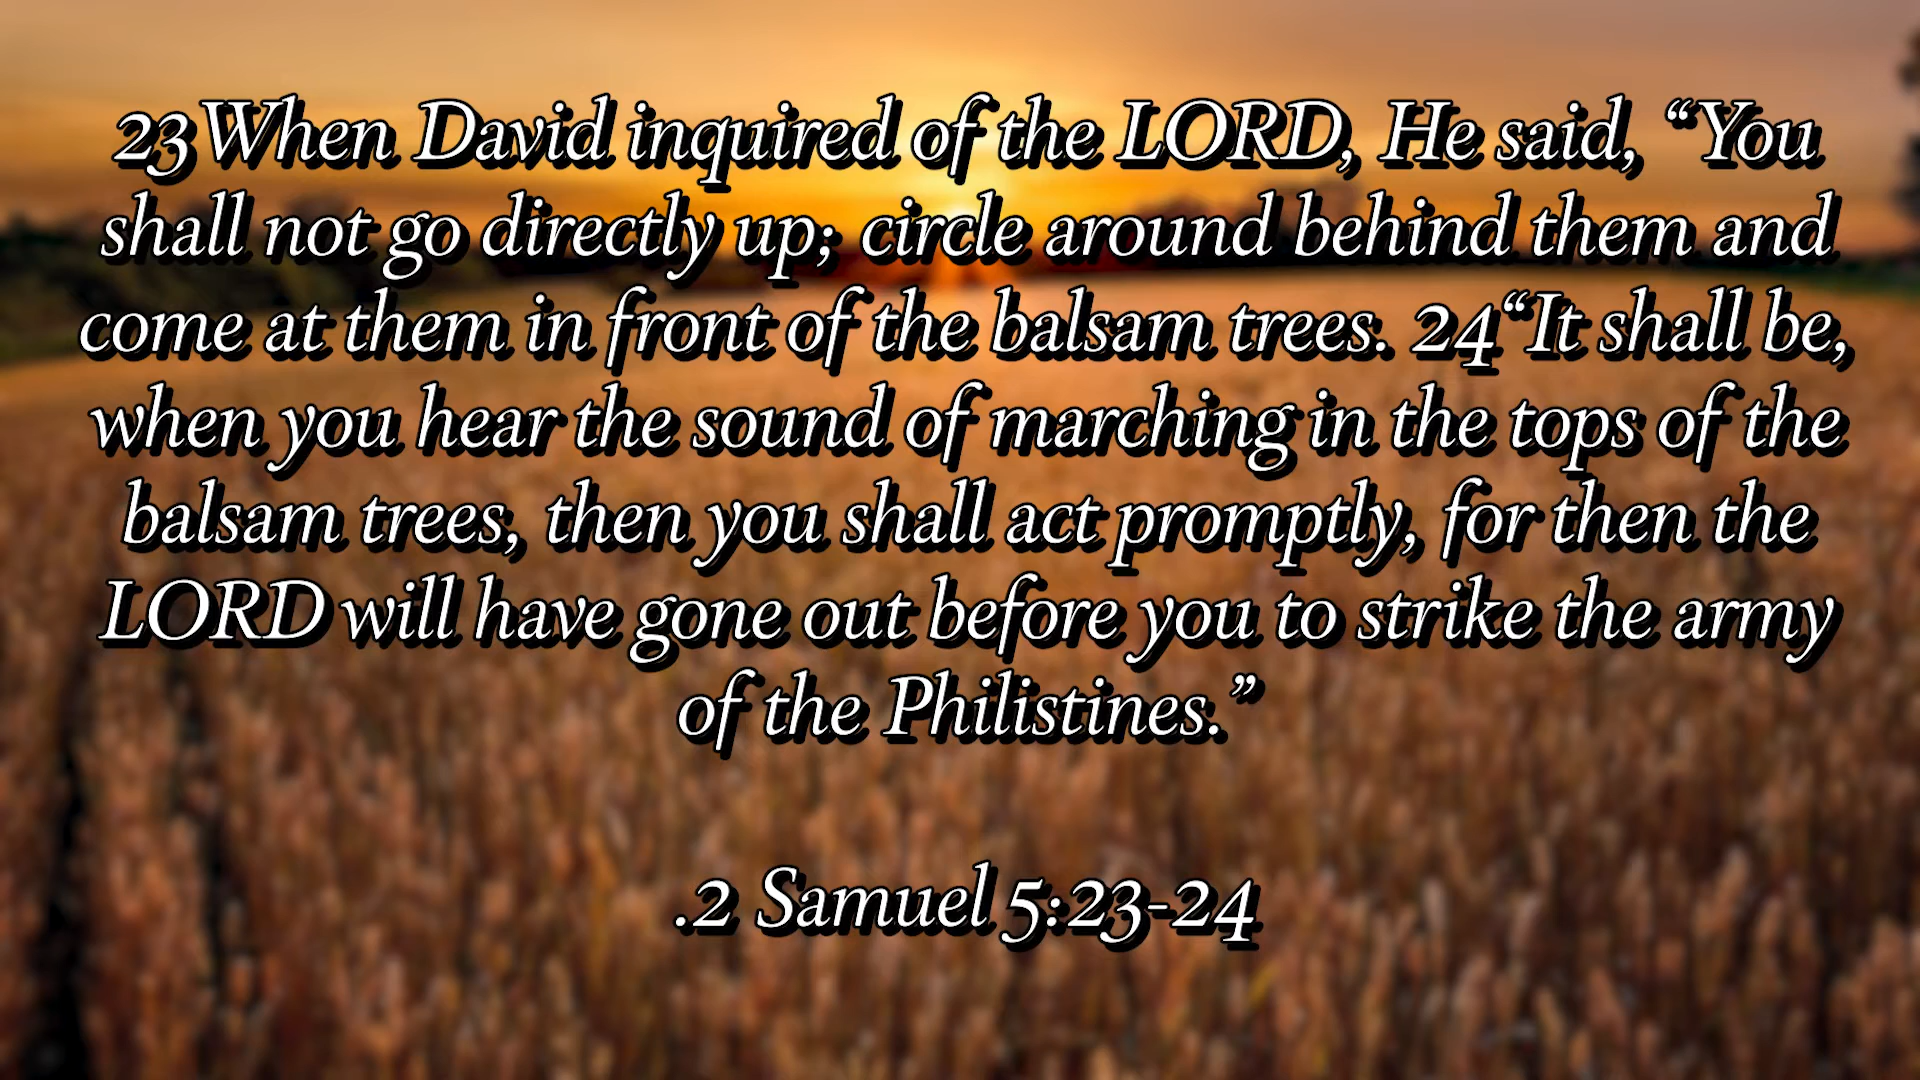 23 When David inquired of the LORD, He said, “You
shall not go directly up; circle around behind them and
come at them in front of the balsam trees. 24 “It shall be,
when you hear the sound of marching in the tops of the
balsam trees, then you shall act promptly, for then the
LORD will have gone out before you to strike the army
of the Philistines.”
.2 Samuel 5:23-24